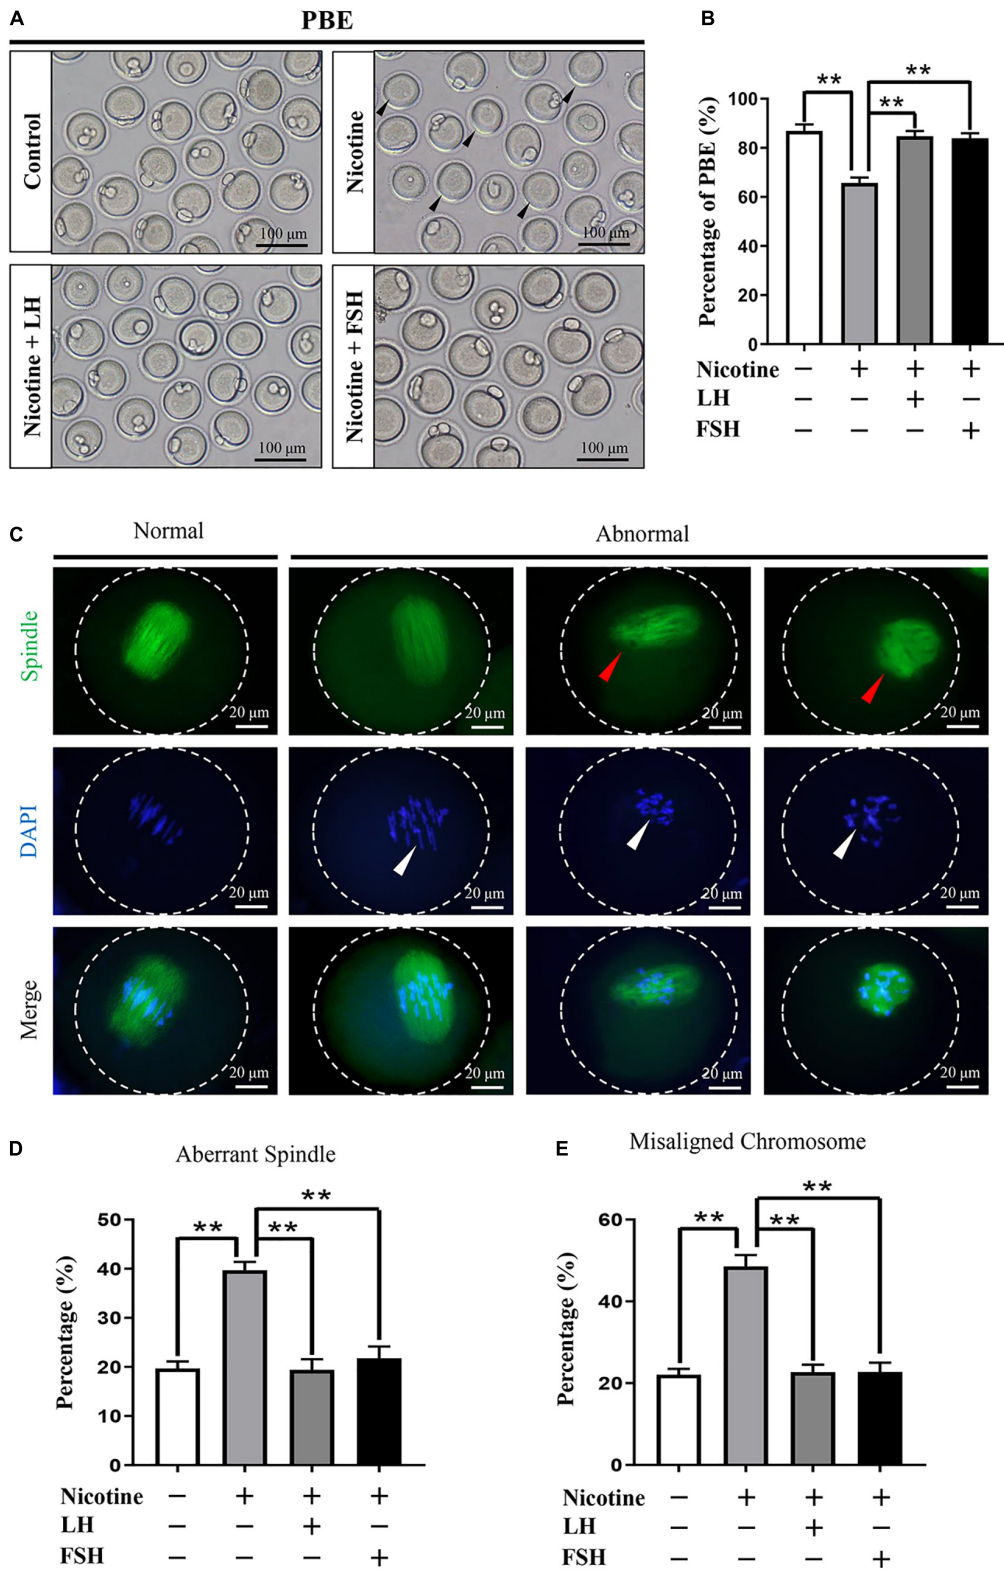 A
PBE
Control
100 µm
Nicotine
100 µm
Nicotine + LH
100 µm
Nicotine + FSH
100 µm
B
**
**
**
Percentage of PBE (%)
100
80
60
40
20
0
Nicotine − + + +
LH − − + −
FSH − − − +
C
Normal
Abnormal
Spindle
20 µm
20 µm
20 µm
20 µm
DAPI
20 µm
20 µm
20 µm
20 µm
Merge
20 µm
20 µm
20 µm
20 µm
D
Aberrant Spindle
**
**
**
Percentage (%)
50
40
30
20
10
0
Nicotine − + + +
LH − − + −
FSH − − − +
E
Misaligned Chromosome
**
**
**
Percentage (%)
60
40
20
0
Nicotine − + + +
LH − − + −
FSH − − − +